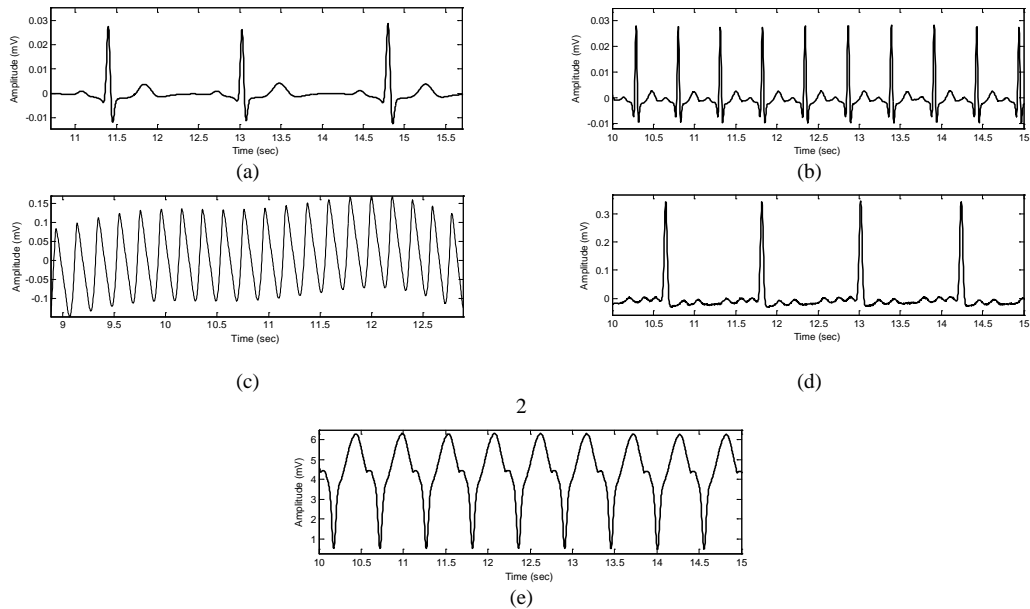 0.03
0.02
0.01
0
-0.01
Amplitude (mV)
11 11.5 12 12.5 13 13.5 14 14.5 15 15.5
Time (sec)
(a)
0.03
0.02
0.01
0
-0.01
Amplitude (mV)
10 10.5 11 11.5 12 12.5 13 13.5 14 14.5 15
Time (sec)
(b)
0.15
0.1
0.05
0
-0.05
-0.1
Amplitude (mV)
9 9.5 10 10.5 11 11.5 12 12.5
Time (sec)
(c)
0.3
0.2
0.1
0
Amplitude (mV)
10 10.5 11 11.5 12 12.5 13 13.5 14 14.5 15
Time (sec)
(d)
2
6
5
4
3
2
1
Amplitude (mV)
10 10.5 11 11.5 12 12.5 13 13.5 14 14.5 15
Time (sec)
(e)